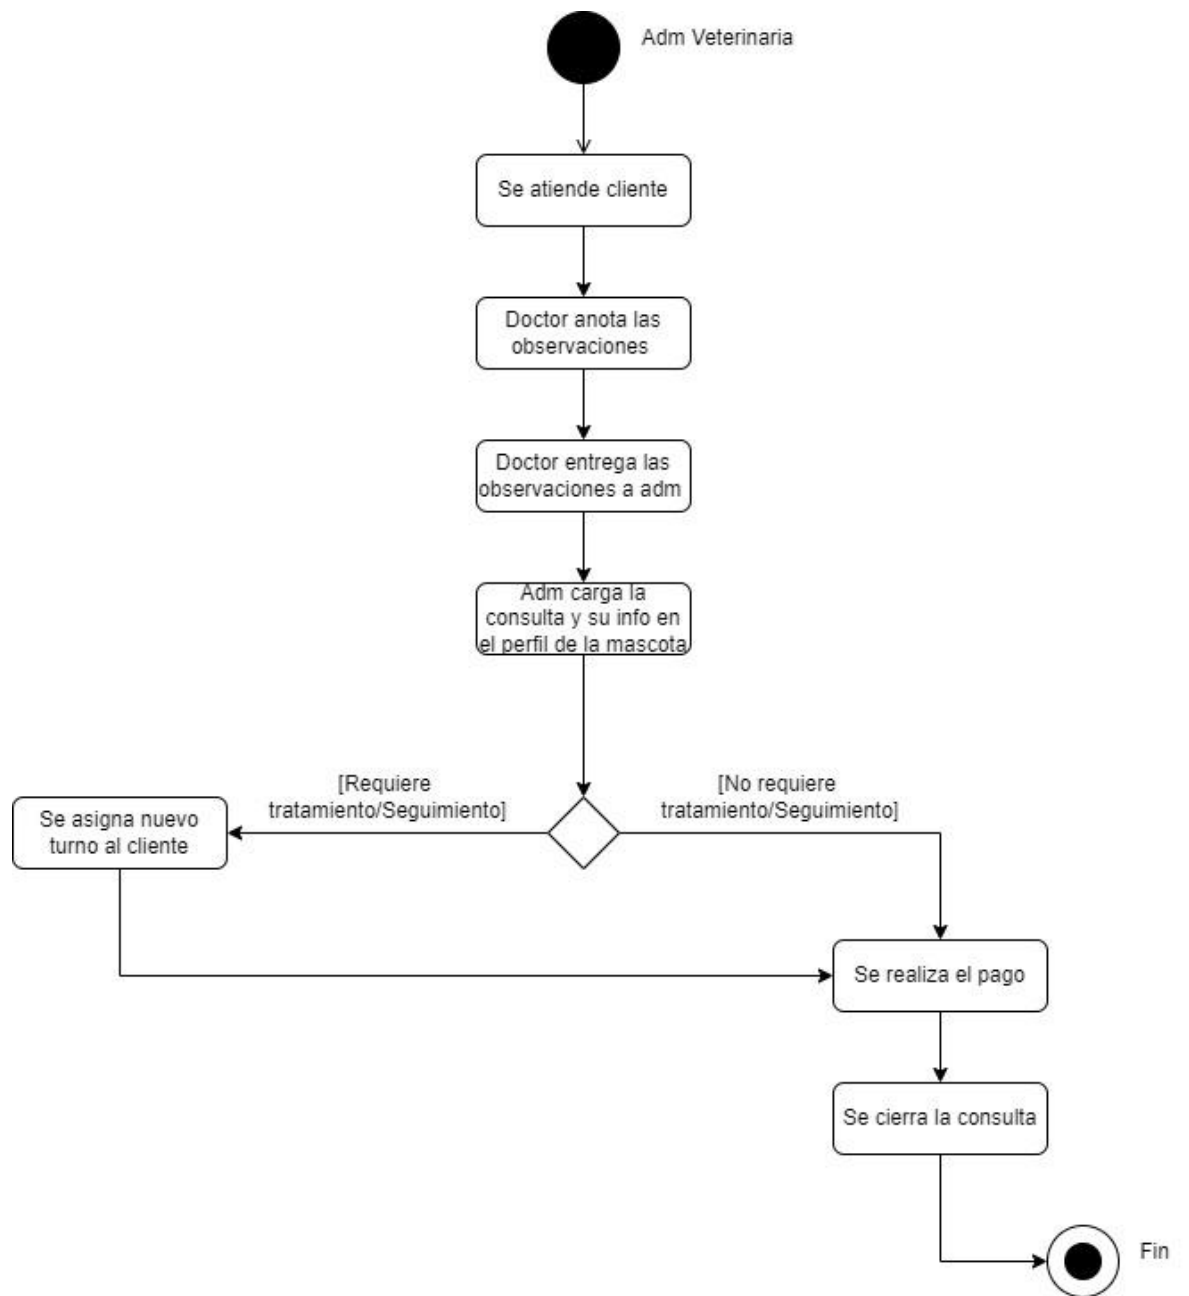 Adm Veterinaria
Se atiende cliente
Doctor anota las
observaciones
Doctor entrega las
observaciones a adm
Adm carga la
consulta y su info en
el perfil de la mascota
[Requiere
tratamiento/Seguimiento]
[No requiere
tratamiento/Seguimiento]
Se asigna nuevo
turno al cliente
Se realiza el pago
Se cierra la consulta
Fin